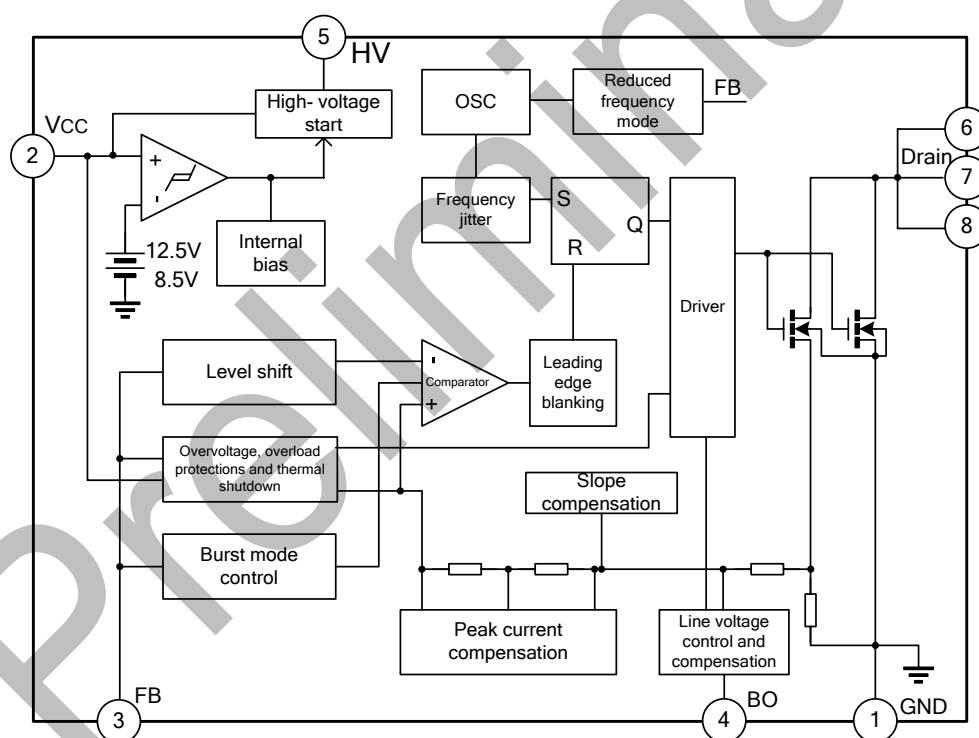 5
HV
High- voltage
start
OSC
Reduced
frequency
mode
FB
VCC
2
+
-
Frequency
jitter
S
R
Q
6
Drain
7
8
12.5V
8.5V
Internal
bias
Driver
Level shift
-
Comparator
+
Leading
edge
blanking
Overvoltage, overload
protections and thermal
shutdown
Slope
compensation
Burst mode
control
Peak current
compensation
Line voltage
control and
compensation
FB
3
BO
4
GND
1